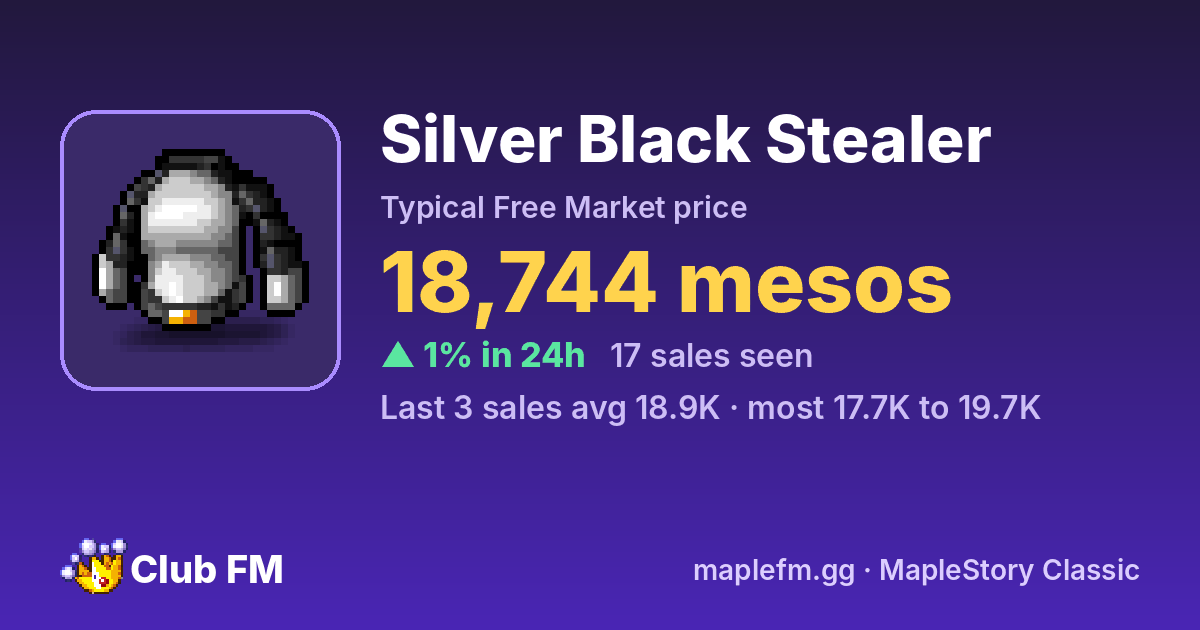 Silver Black Stealer
Typical Free Market price
18,744 mesos
▲ 1% in 24h 17 sales seen
Last 3 sales avg 18.9K · most 17.7K to 19.7K
Club FM
maplefm.gg · MapleStory Classic